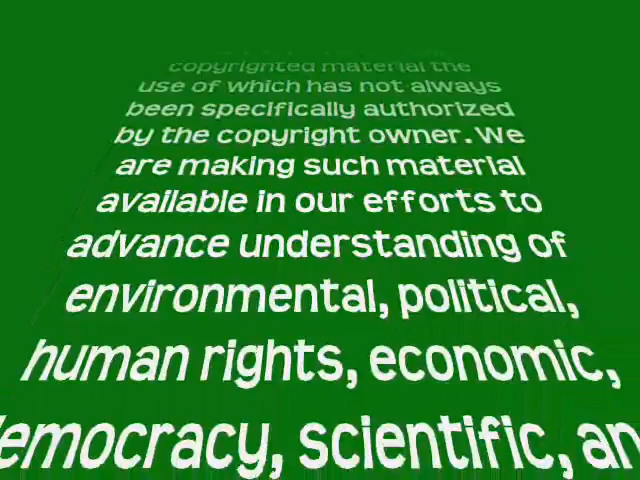 copyrighted material the
use of which has not always
been specifically authorized
by the copyright owner. We
are making such material
available in our efforts to
advance understanding of
environmental, political,
human rights, economic,
emocracy, scientific, an